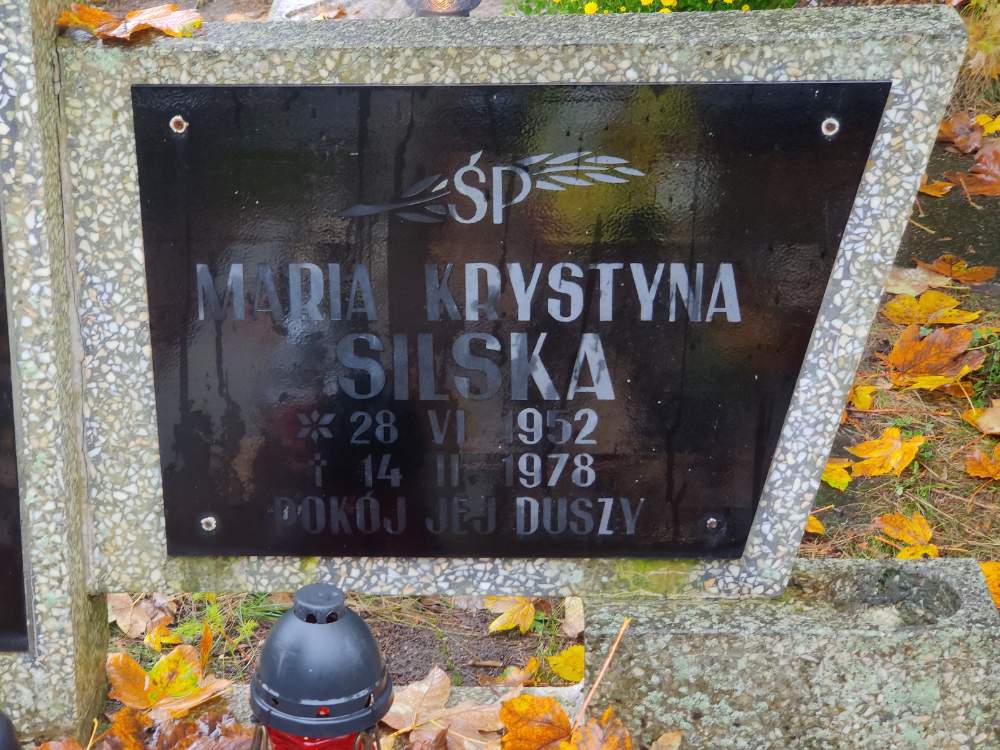 ŚP
MARIA KRYSTYNA
SILSKA
* 28 VI 1952
† 14 II 1978
POKÓJ JEJ DUSZY